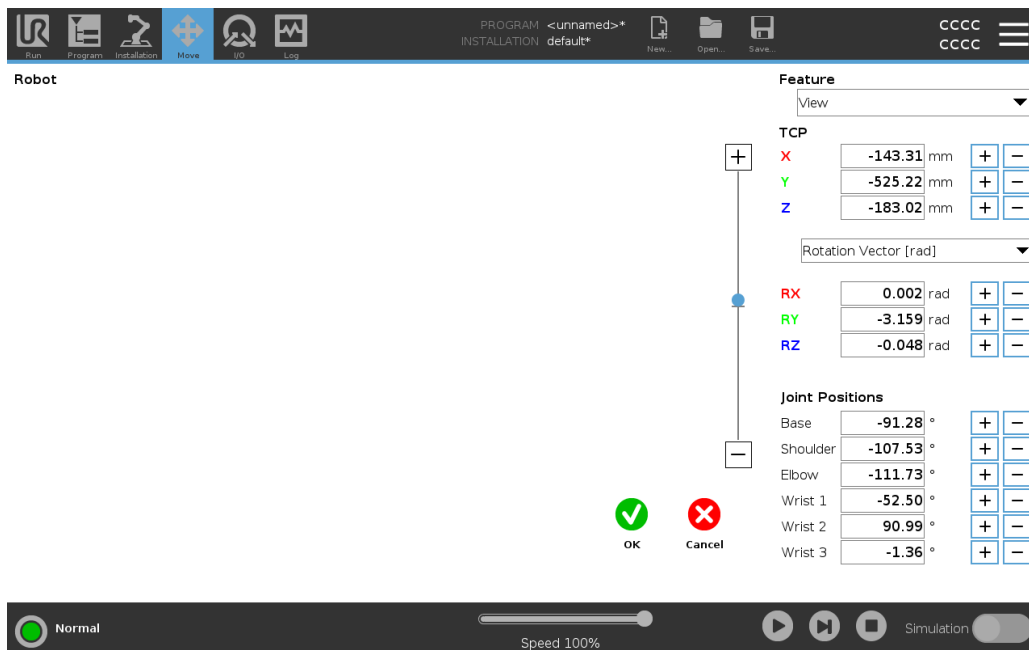 PROGRAM <unnamed>*
INSTALLATION default*
CCCC
CCCC
Run Program Installation Move I/O Log New... Open... Save...
Robot
Feature
View
TCP
X -143.31 mm
Y -525.22 mm
Z -183.02 mm
Rotation Vector [rad]
RX 0.002 rad
RY -3.159 rad
RZ -0.048 rad
Joint Positions
Base -91.28 °
Shoulder -107.53 °
Elbow -111.73 °
Wrist 1 -52.50 °
Wrist 2 90.99 °
Wrist 3 -1.36 °
OK Cancel
Normal
Speed 100%
Simulation